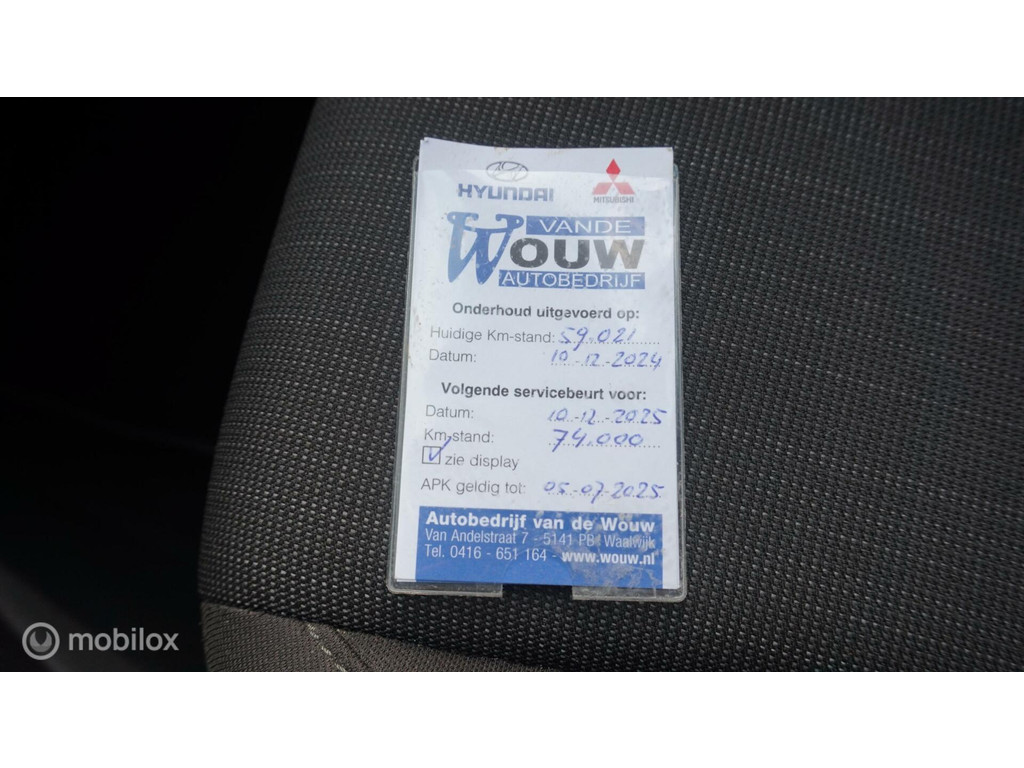 HYUNDAI
MITSUBISHI
VAN DE
WOUW
AUTOBEDRIJF
Onderhoud uitgevoerd op:
Huidige Km-stand: 59.021
Datum: 10-12-2024
Volgende servicebeurt voor:
Datum: 10-12-2025
Km-stand: 74.000
zie display
APK geldig tot: 05-07-2025
Autobedrijf van de Wouw
Van Andelstraat 7 - 5141 PB Waalwijk
Tel. 0416 - 651 164 - www.wouw.nl
mobilox